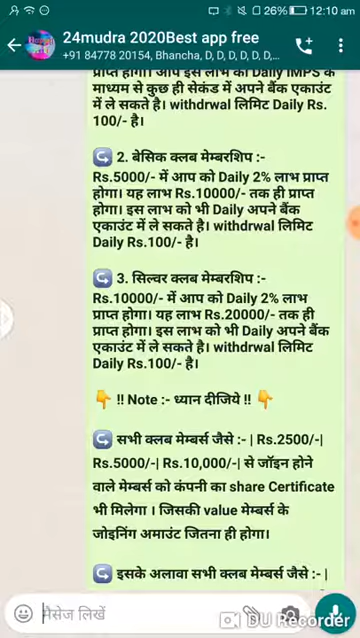 26% 12:10 am
24mudra 2020Best app free
+91 84778 20154, Bhancha, D, D, D, D, D,...
प्राप्त होगा। आप इस लाभ को Daily IMPS के
माध्यम से कुछ ही सेकंड में अपने बैंक एकाउंट
में ले सकते है। withdrwal लिमिट Daily Rs.
100/- है।
2. बेसिक क्लब मेम्बरशिप :-
Rs.5000/- में आप को Daily 2% लाभ प्राप्त
होगा। यह लाभ Rs.10000/- तक ही प्राप्त
होगा। इस लाभ को भी Daily अपने बैंक
एकाउंट में ले सकते है। withdrwal लिमिट
Daily Rs.100/- है।
3. सिल्वर क्लब मेम्बरशिप :-
Rs.10000/- में आप को Daily 2% लाभ
प्राप्त होगा। यह लाभ Rs.20000/- तक ही
प्राप्त होगा। इस लाभ को भी Daily अपने बैंक
एकाउंट में ले सकते है। withdrwal लिमिट
Daily Rs.100/- है।
!! Note :- ध्यान दीजिये !!
सभी क्लब मेम्बर्स जैसे :- | Rs.2500/-|
Rs.5000/-| Rs.10,000/-| से जॉइन होने
वाले मेम्बर्स को कंपनी का share Certificate
भी मिलेगा । जिसकी value मेम्बर्स के
जोइनिंग अमाउंट जितना ही होगा।
इसके अलावा सभी क्लब मेम्बर्स जैसे :- |
मैसेज लिखें
DU Recorder